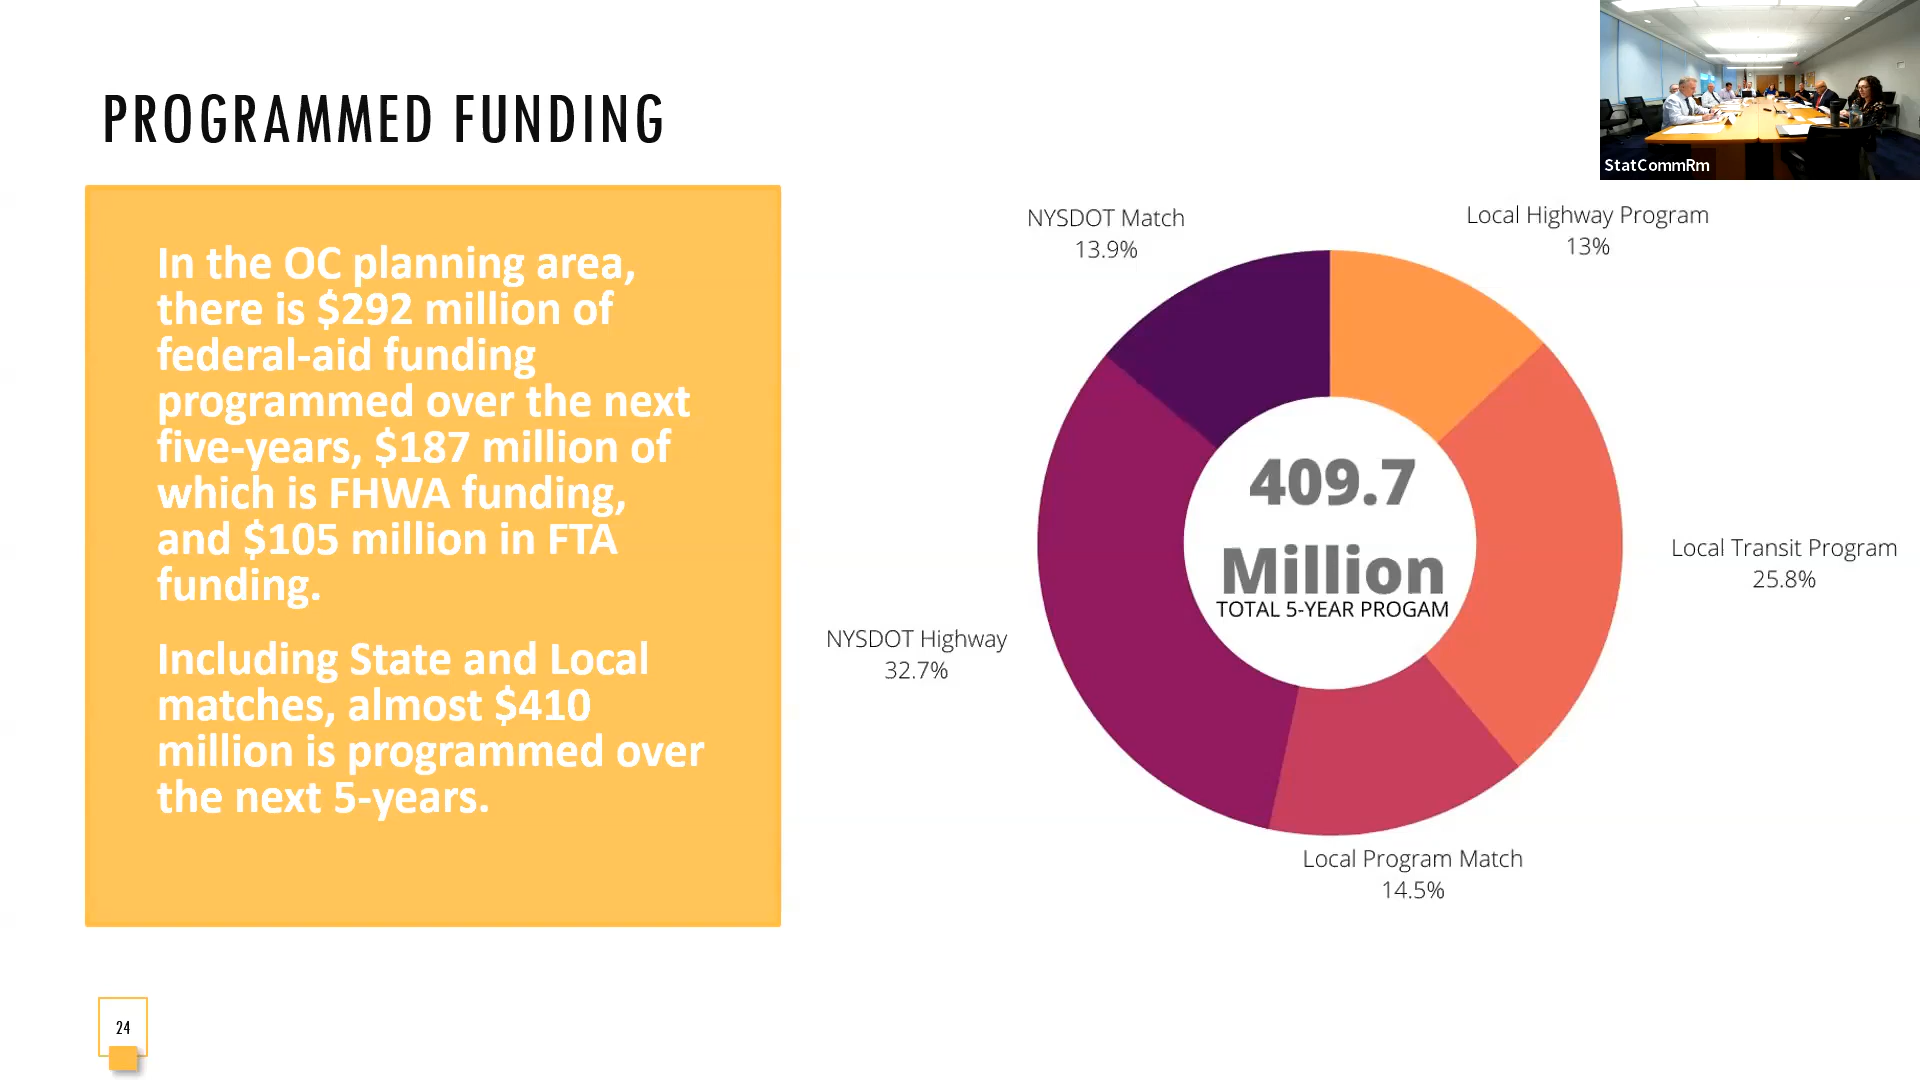 PROGRAMMED FUNDING
StatCommRm
In the OC planning area,
there is $292 million of
federal-aid funding
programmed over the next
five-years, $187 million of
which is FHWA funding,
and $105 million in FTA
funding.
Including State and Local
matches, almost $410
million is programmed over
the next 5-years.
NYSDOT Match
13.9%
Local Highway Program
13%
409.7
Million
TOTAL 5-YEAR PROGAM
Local Transit Program
25.8%
NYSDOT Highway
32.7%
Local Program Match
14.5%
24